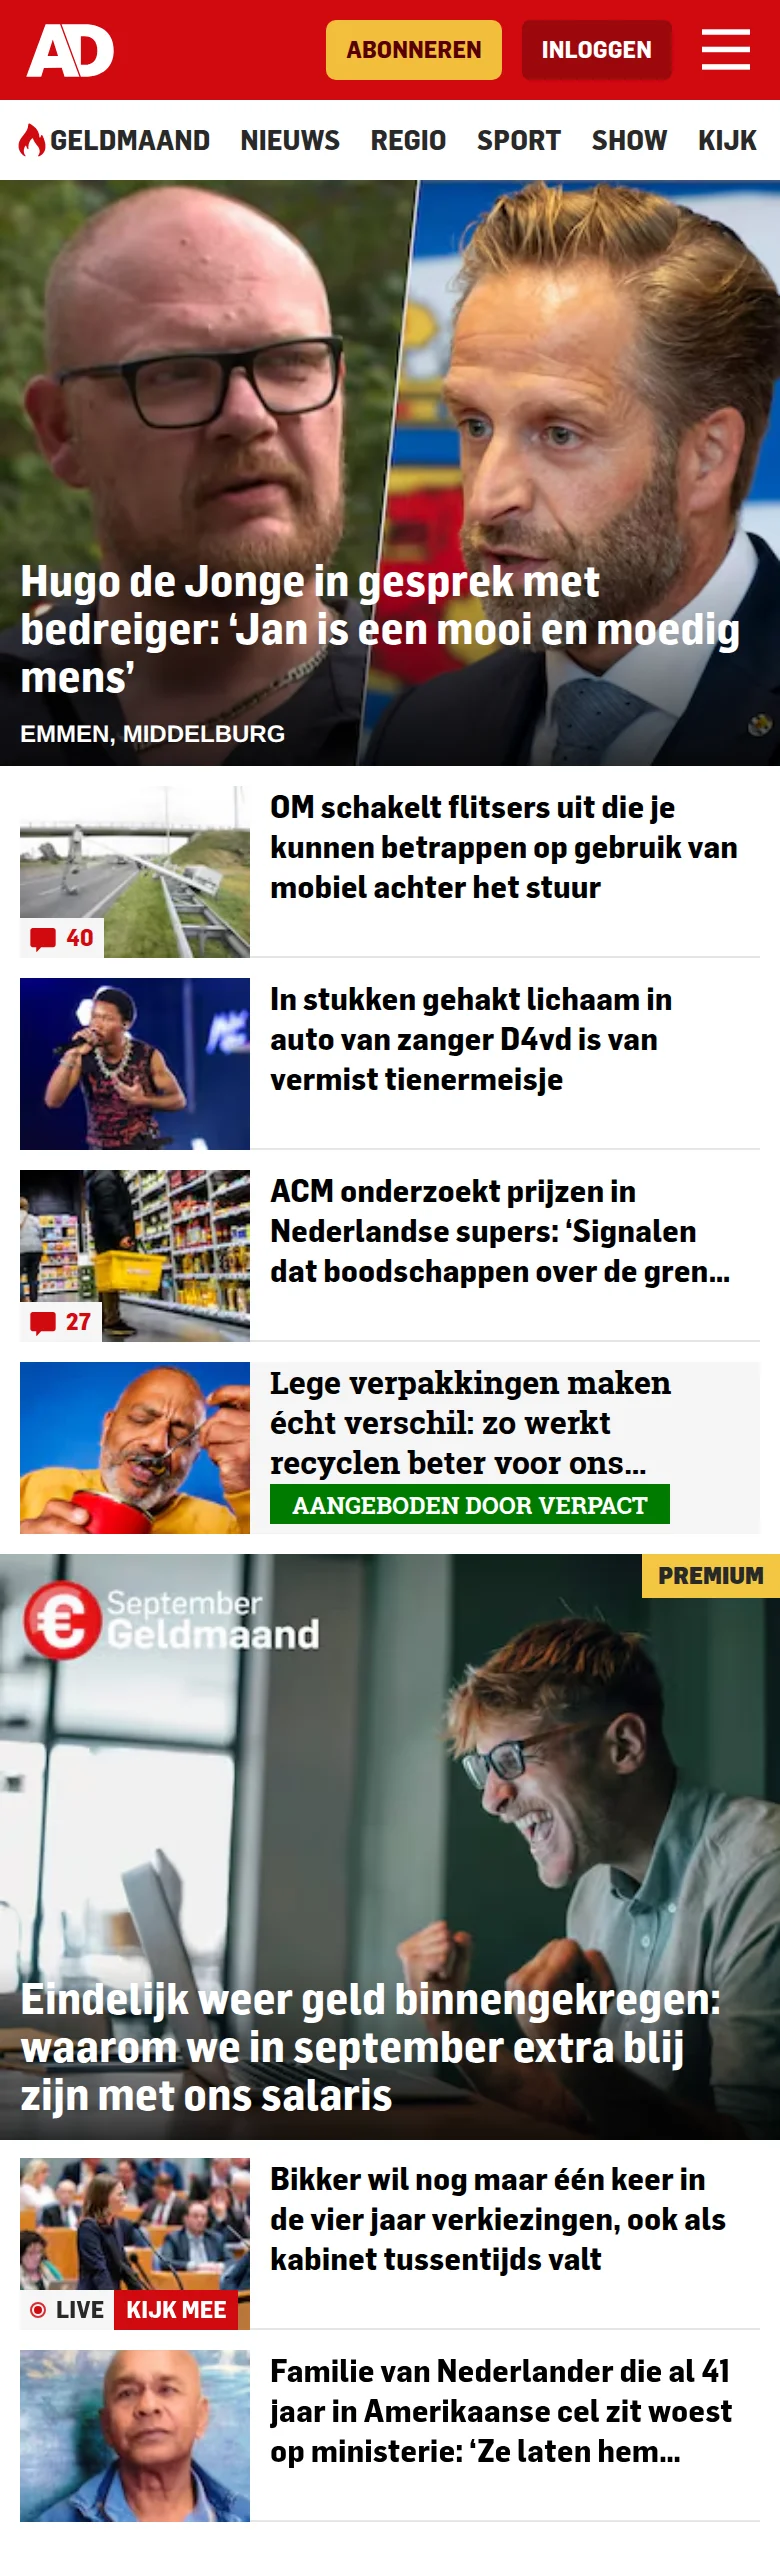 AD
ABONNEREN
INLOGGEN
GELDMAAND NIEUWS REGIO SPORT SHOW KIJK
Hugo de Jonge in gesprek met
bedreiger: ‘Jan is een mooi en moedig
mens’
EMMEN, MIDDELBURG
OM schakelt flitsers uit die je
kunnen betrappen op gebruik van
mobiel achter het stuur
40
In stukken gehakt lichaam in
auto van zanger D4vd is van
vermist tienermeisje
ACM onderzoekt prijzen in
Nederlandse supers: ‘Signalen
dat boodschappen over de gren...
27
Lege verpakkingen maken
écht verschil: zo werkt
recyclen beter voor ons...
AANGEBODEN DOOR VERPACT
PREMIUM
€ September
Geldmaand
Eindelijk weer geld binnengekregen:
waarom we in september extra blij
zijn met ons salaris
Bikker wil nog maar één keer in
de vier jaar verkiezingen, ook als
kabinet tussentijds valt
LIVE KIJK MEE
Familie van Nederlander die al 41
jaar in Amerikaanse cel zit woest
op ministerie: ‘Ze laten hem...